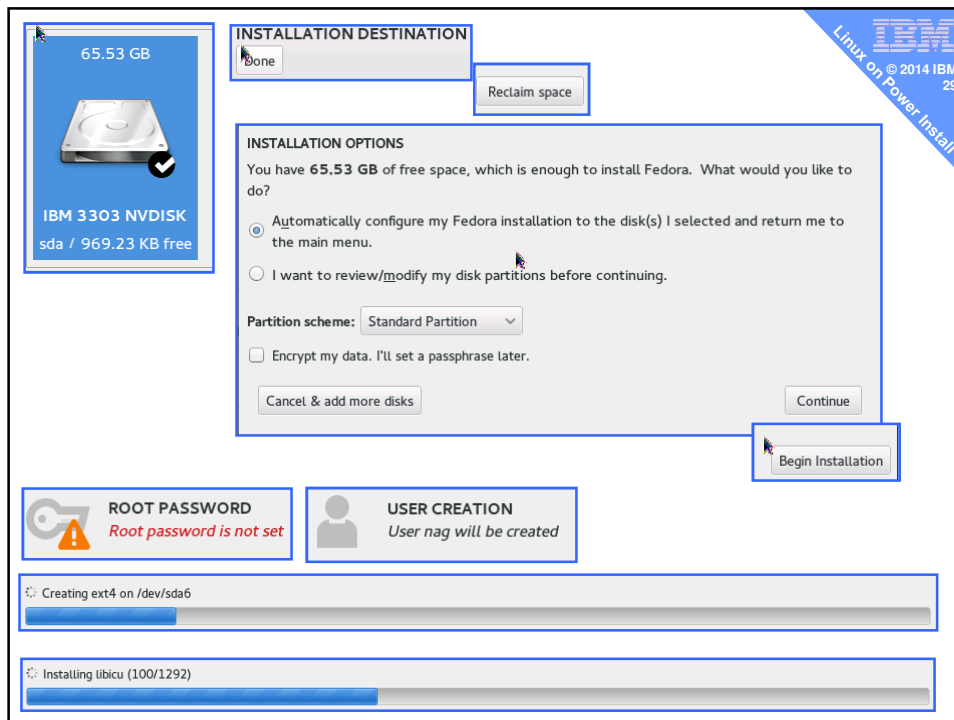 65.53 GB
IBM 3303 NVDISK
sda / 969.23 KB free
INSTALLATION DESTINATION
Done
Reclaim space
IBM
© 2014 IBM
29
Linux on Power Install
INSTALLATION OPTIONS
You have 65.53 GB of free space, which is enough to install Fedora. What would you like to
do?
Automatically configure my Fedora installation to the disk(s) I selected and return me to
the main menu.
I want to review/modify my disk partitions before continuing.
Partition scheme: Standard Partition
Encrypt my data. I'll set a passphrase later.
Cancel & add more disks
Continue
Begin Installation
ROOT PASSWORD
Root password is not set
USER CREATION
User nag will be created
Creating ext4 on /dev/sda6
Installing libicu (100/1292)